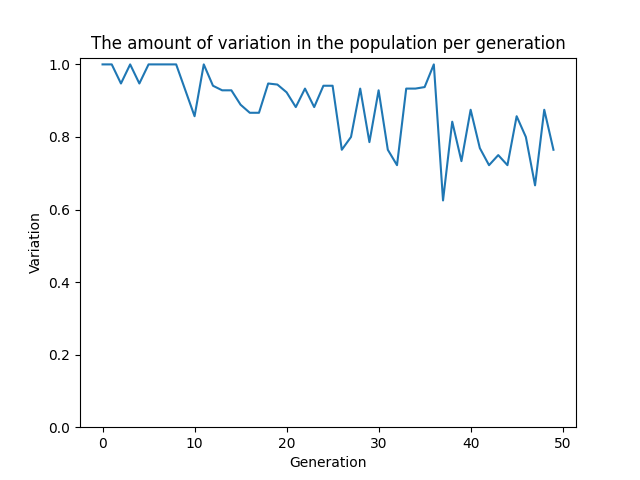 The amount of variation in the population per generation
1.0
0.8
0.6
0.4
0.2
0.0
Variation
0 10 20 30 40 50
Generation